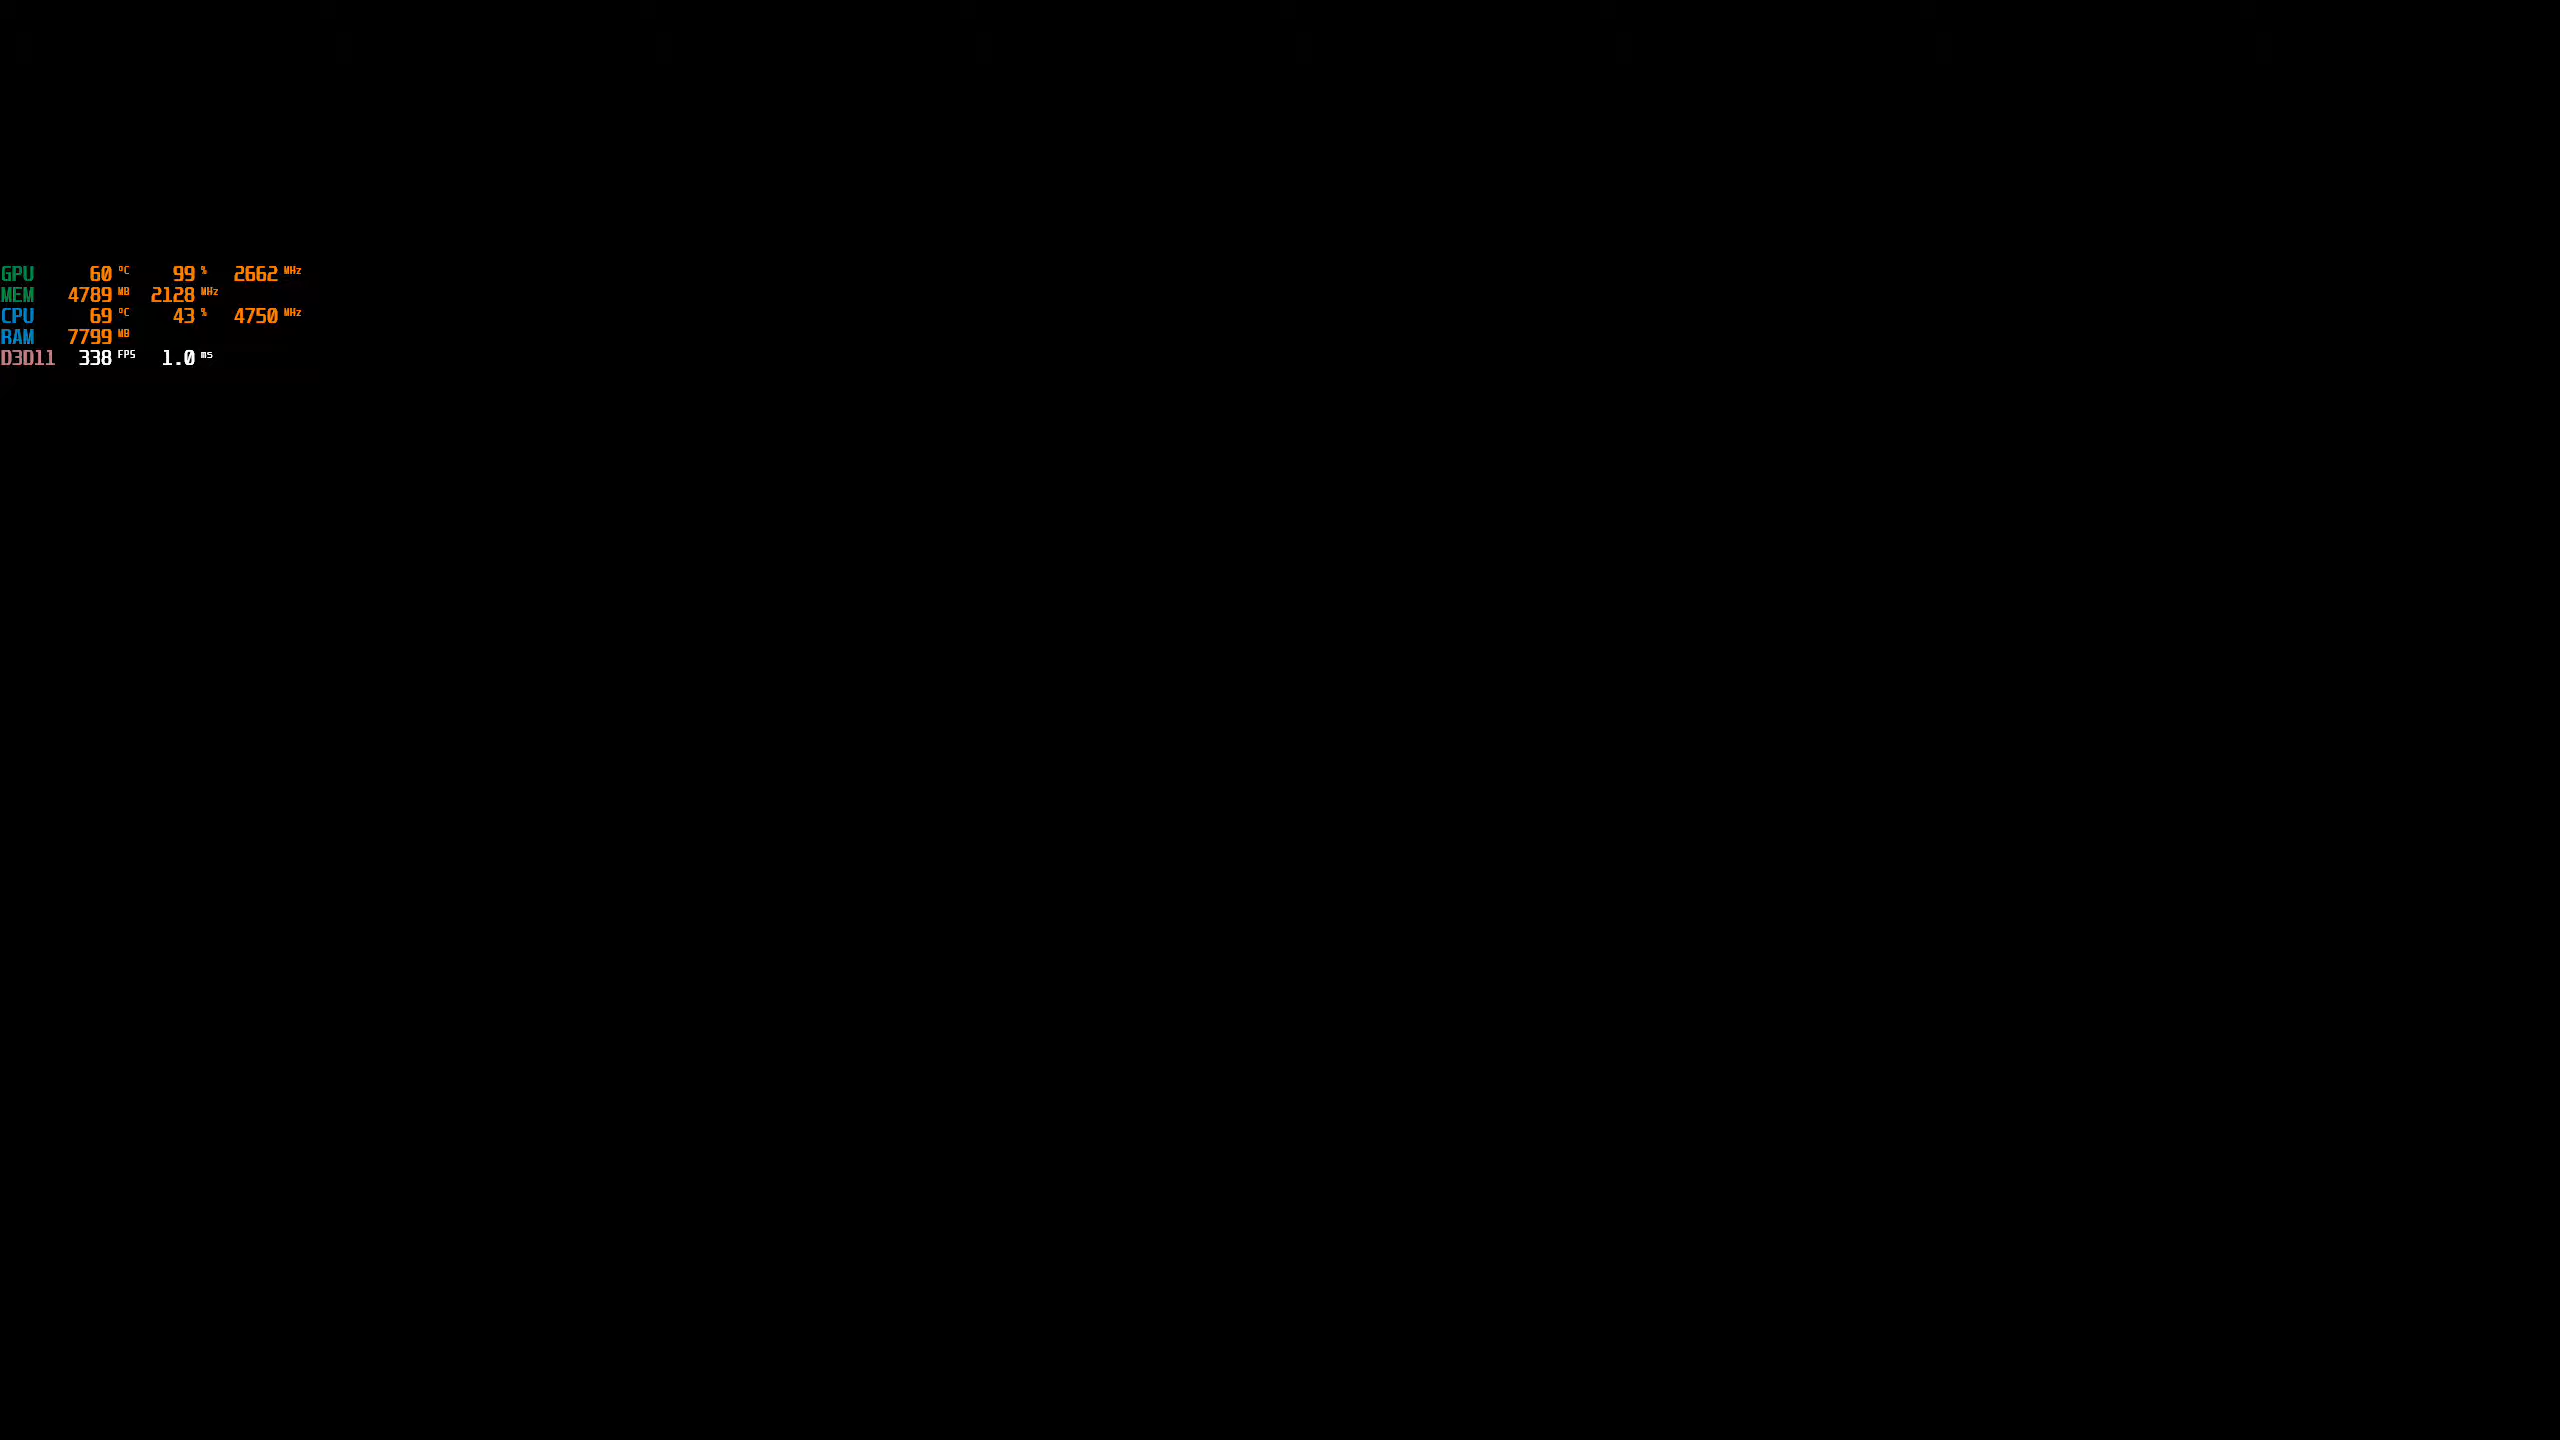 GPU 60 °C 99 % 2662 MHz
MEM 4789 MB 2128 MHz
CPU 69 °C 43 % 4750 MHz
RAM 7799 MB
D3D11 338 FPS 1.0 ms